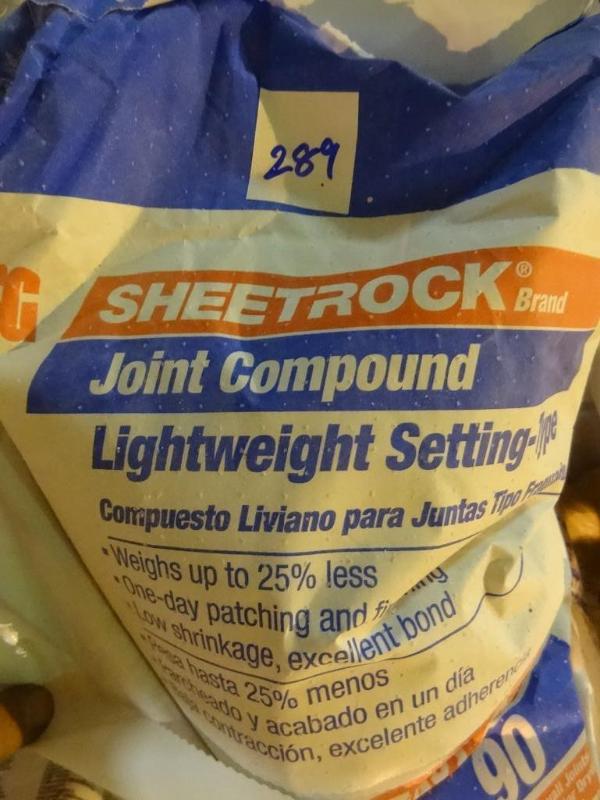 289
SHEETROCK® Brand
Joint Compound
Lightweight Setting-Type
Compuesto Liviano para Juntas Tipo
• Weighs up to 25% less
• One-day patching and
• Low shrinkage, excellent bond
hasta 25% menos
y acabado en un día
contracción, excelente
90